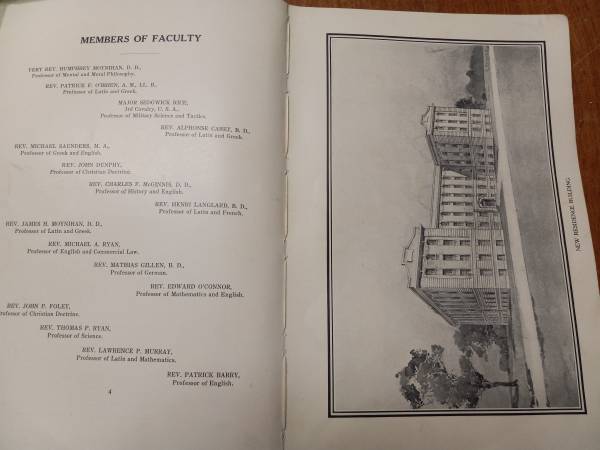 MEMBERS OF FACULTY
VERY REV. HUMPHREY MOYNIHAN, D. D.,
Professor of Mental and Moral Philosophy.
REV. PATRICK F. O'BRIEN, A. M., LL. B.,
Professor of Latin and Greek.
MAJOR SEDGWICK RICE,
3rd Cavalry, U. S. A.,
Professor of Military Science and Tactics.
REV. ALPHONSE CAREY, B. D.,
Professor of Latin and Greek.
REV. MICHAEL SAUNDERS, M. A.,
Professor of Greek and English.
REV. JOHN DUNPHY,
Professor of Christian Doctrine.
REV. CHARLES F. McGINNIS, D. D.,
Professor of History and English.
REV. HENRI LANGLARD, B. D.,
Professor of Latin and French.
REV. JAMES H. MOYNIHAN, D. D.,
Professor of Latin and Greek.
REV. MICHAEL A. RYAN,
Professor of English and Commercial Law.
REV. MATHIAS GILLEN, B. D.,
Professor of German.
REV. EDWARD O'CONNOR,
Professor of Mathematics and English.
REV. JOHN P. FOLEY,
Professor of Christian Doctrine.
REV. THOMAS P. RYAN,
Professor of Science.
REV. LAWRENCE P. MURRAY,
Professor of Latin and Mathematics.
REV. PATRICK BARRY,
Professor of English.
4
NEW RESIDENCE BUILDING